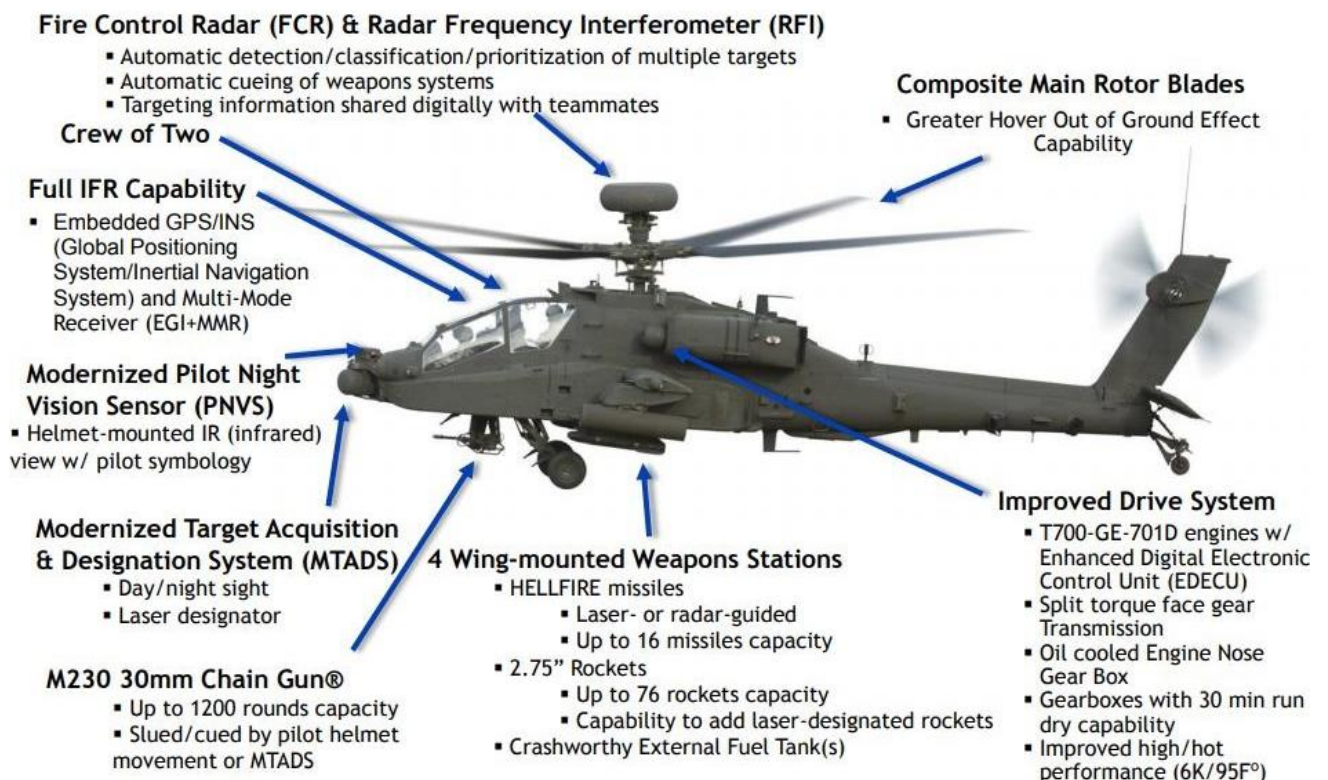 Fire Control Radar (FCR) & Radar Frequency Interferometer (RFI)
▪ Automatic detection/classification/prioritization of multiple targets
▪ Automatic cueing of weapons systems
▪ Targeting information shared digitally with teammates
Crew of Two
Full IFR Capability
▪ Embedded GPS/INS
(Global Positioning
System/Inertial Navigation
System) and Multi-Mode
Receiver (EGI+MMR)
Modernized Pilot Night
Vision Sensor (PNVS)
▪ Helmet-mounted IR (infrared)
view w/ pilot symbology
Modernized Target Acquisition
& Designation System (MTADS)
▪ Day/night sight
▪ Laser designator
M230 30mm Chain Gun®
▪ Up to 1200 rounds capacity
▪ Slued/cued by pilot helmet
movement or MTADS
4 Wing-mounted Weapons Stations
▪ HELLFIRE missiles
▪ Laser- or radar-guided
▪ Up to 16 missiles capacity
▪ 2.75” Rockets
▪ Up to 76 rockets capacity
▪ Capability to add laser-designated rockets
▪ Crashworthy External Fuel Tank(s)
Composite Main Rotor Blades
▪ Greater Hover Out of Ground Effect
Capability
Improved Drive System
▪ T700-GE-701D engines w/
Enhanced Digital Electronic
Control Unit (EDECU)
▪ Split torque face gear
Transmission
▪ Oil cooled Engine Nose
Gear Box
▪ Gearboxes with 30 min run
dry capability
▪ Improved high/hot
performance (6K/95Fº)